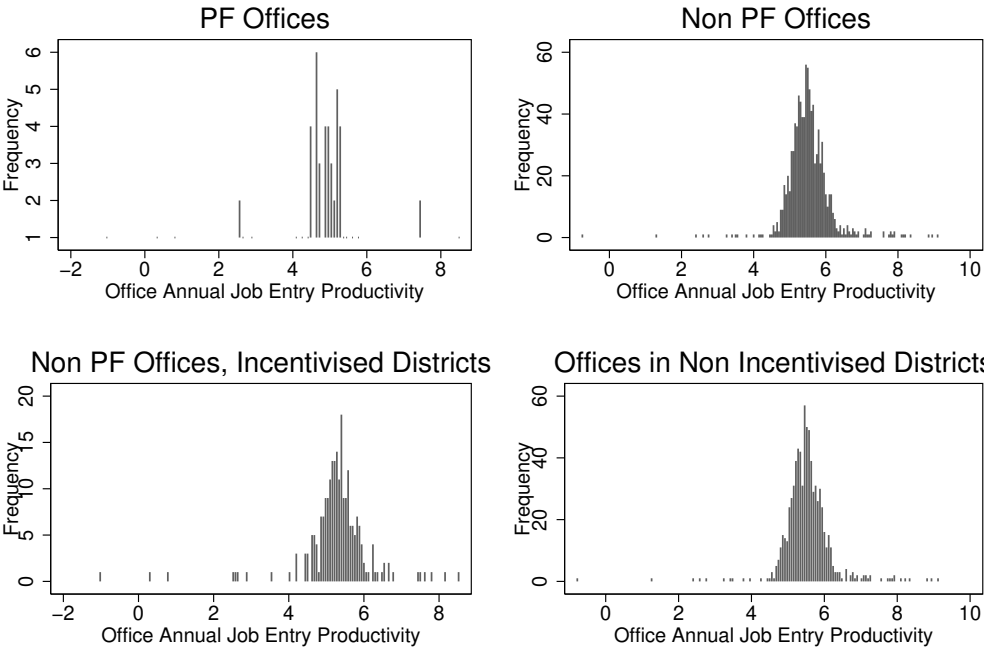 PF Offices
6
5
4
3
2
1
Frequency
−2 0 2 4 6 8
Office Annual Job Entry Productivity
Non PF Offices
60
40
20
0
Frequency
0 2 4 6 8 10
Office Annual Job Entry Productivity
Non PF Offices, Incentivised Districts
20
15
10
5
0
Frequency
−2 0 2 4 6 8
Office Annual Job Entry Productivity
Offices in Non Incentivised Districts
60
40
20
0
Frequency
0 2 4 6 8 10
Office Annual Job Entry Productivity